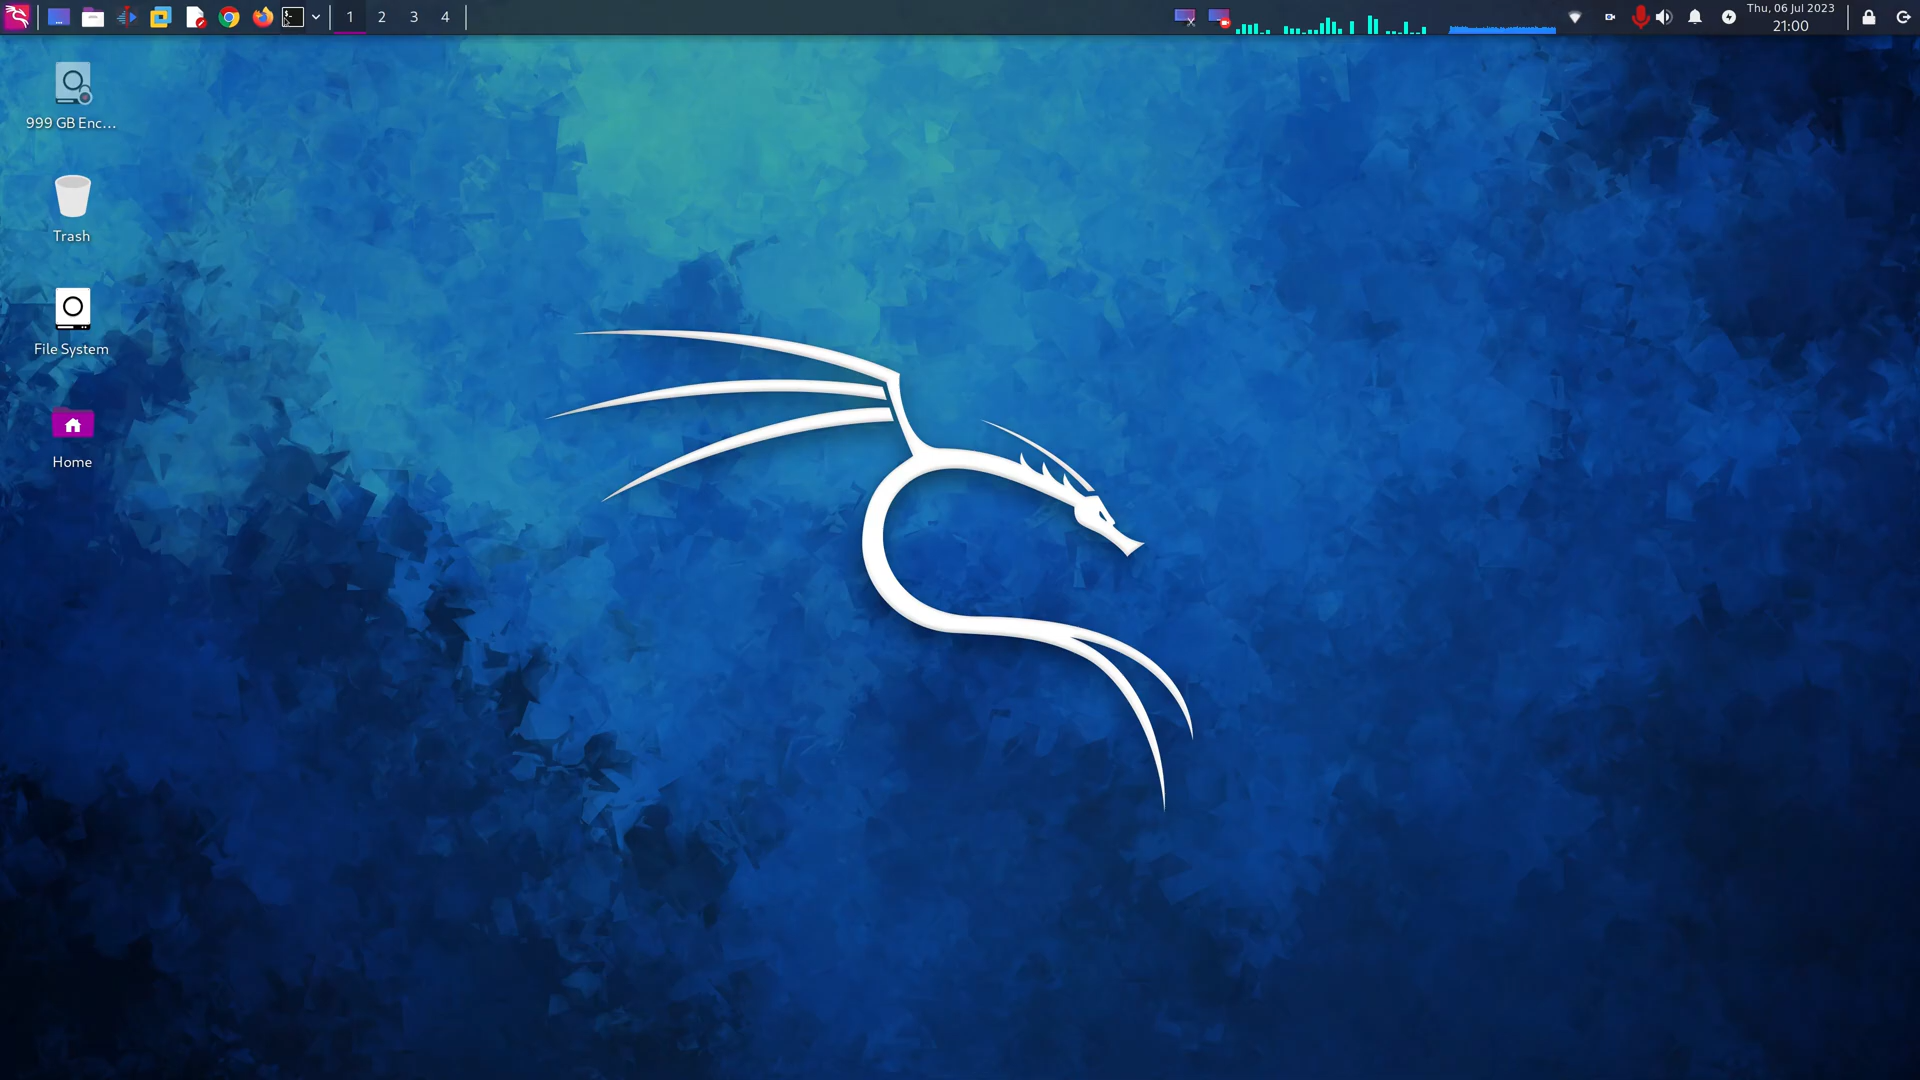 1 2 3 4
Thu, 06 Jul 2023
21:00
999 GB Enc...
Trash
File System
Home